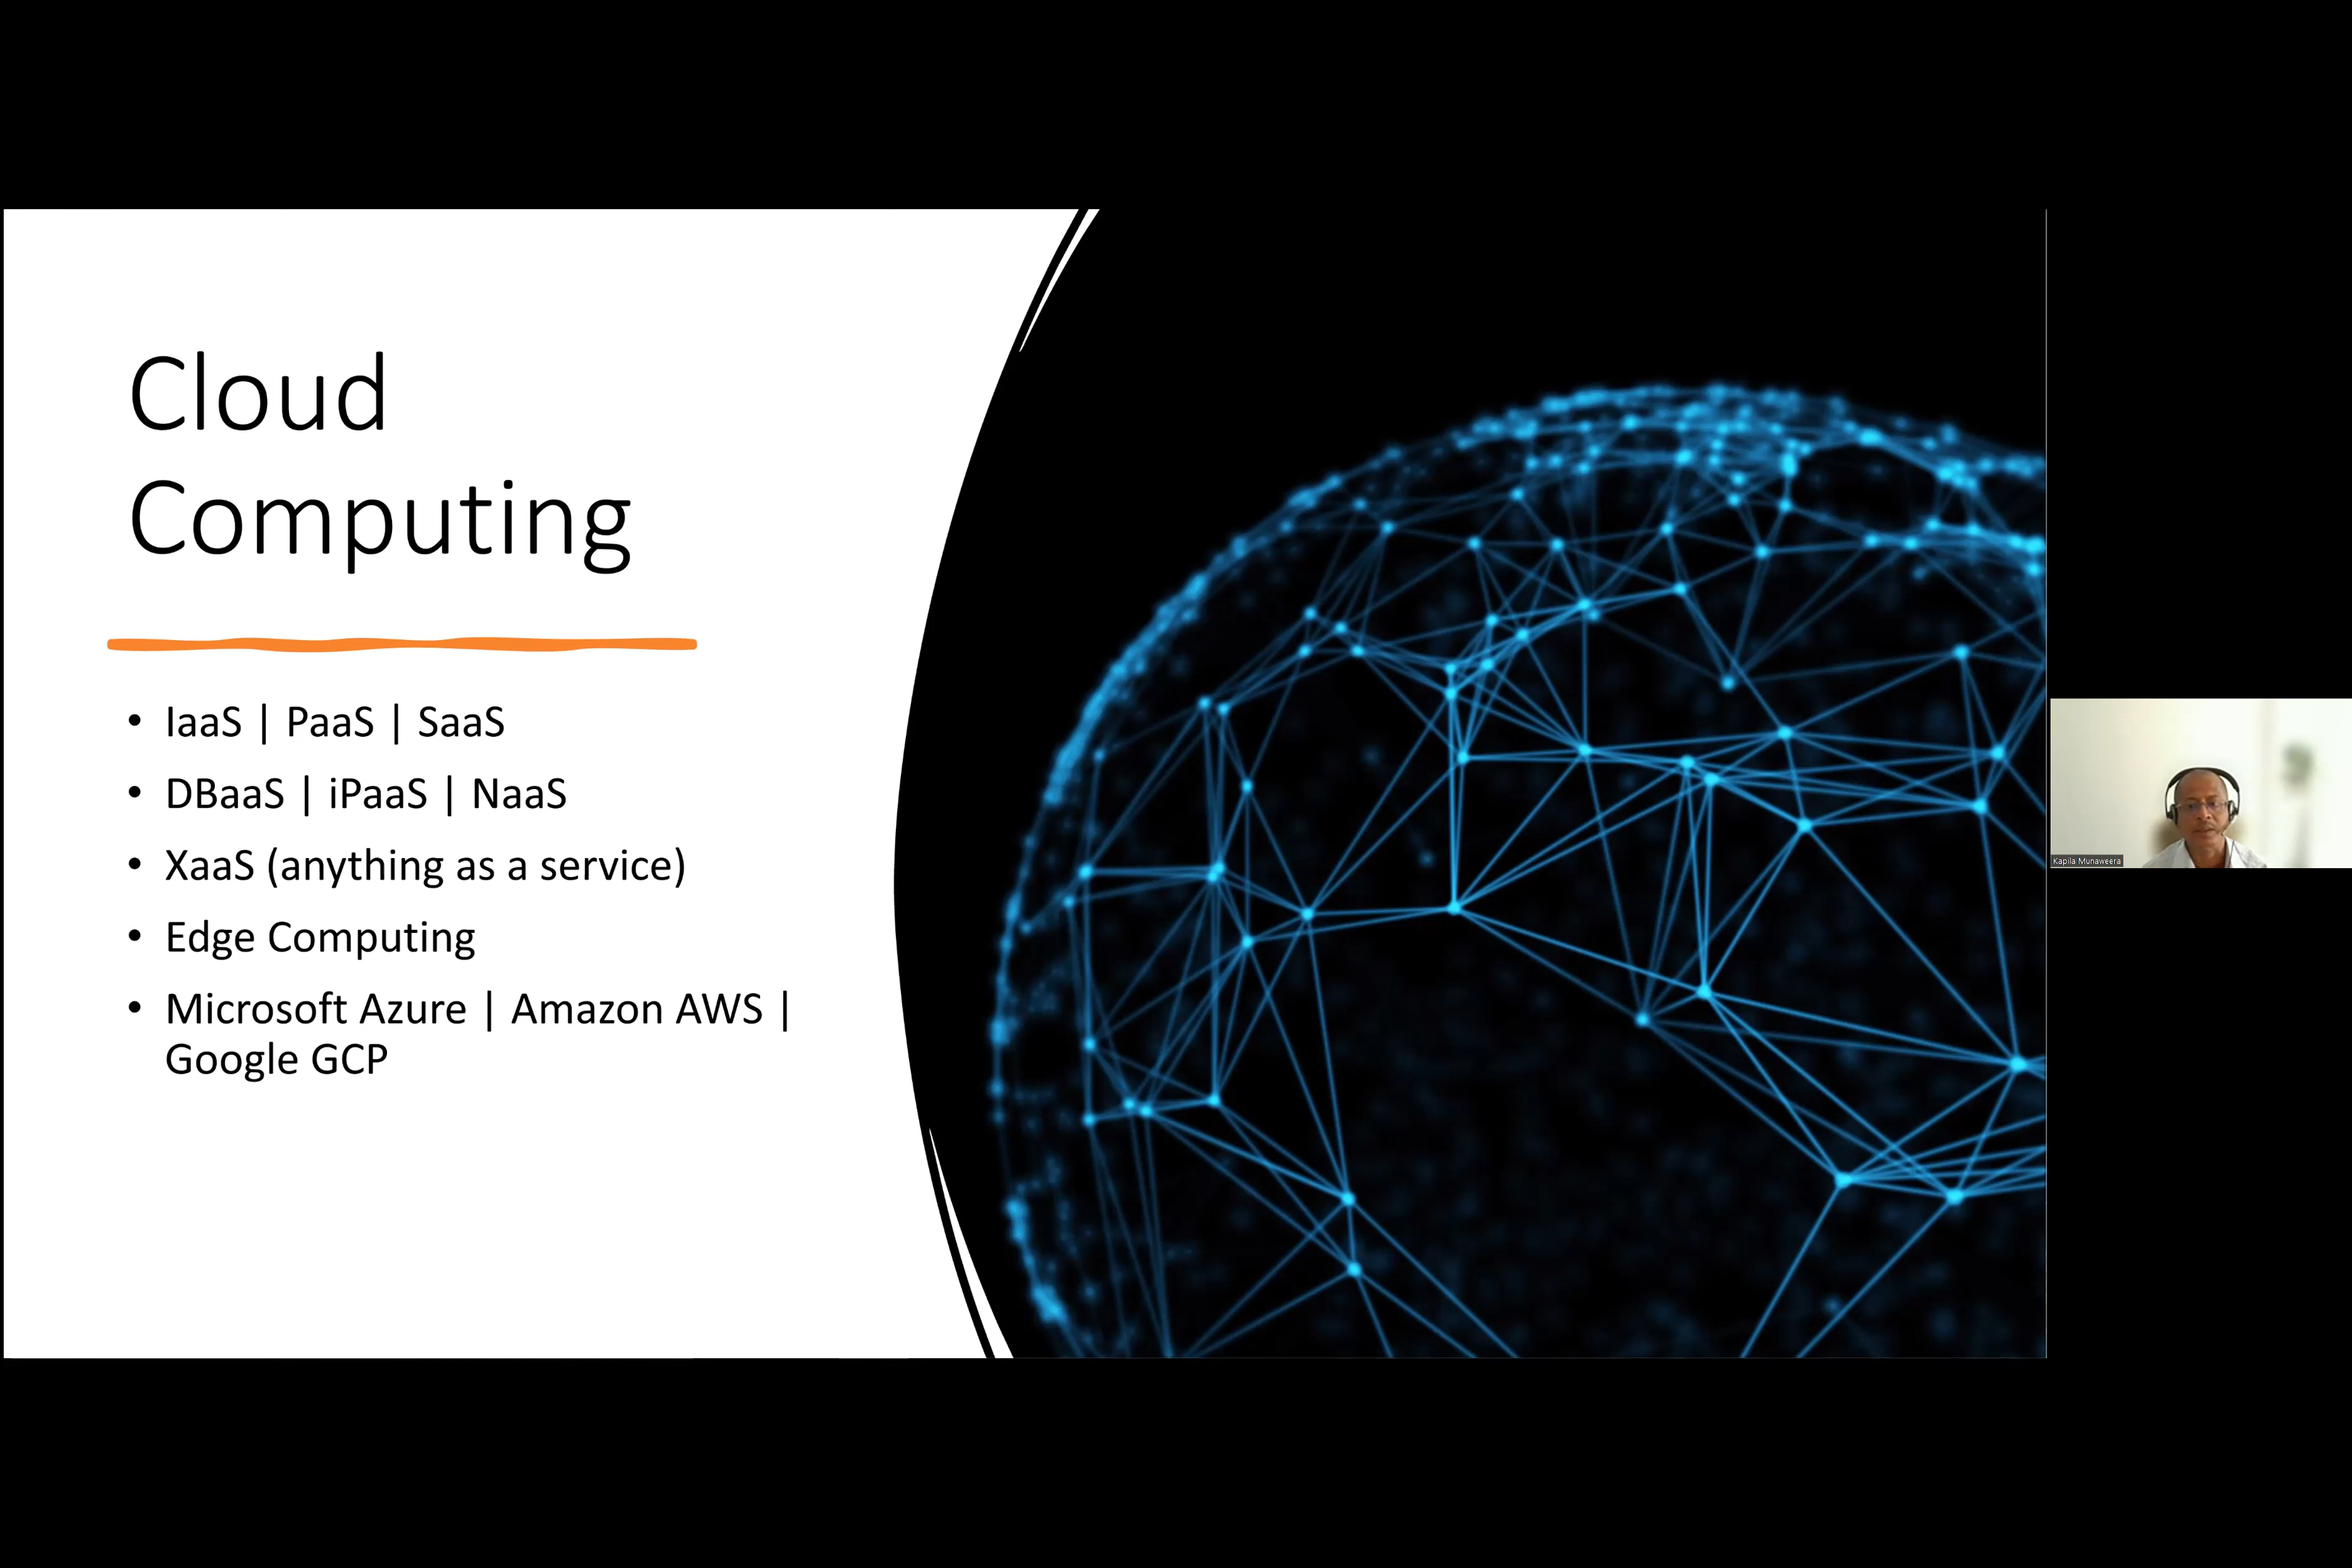 Cloud
Computing
• IaaS | PaaS | SaaS
• DBaaS | iPaaS | NaaS
• XaaS (anything as a service)
• Edge Computing
• Microsoft Azure | Amazon AWS |
Google GCP
Kapila Munaweera